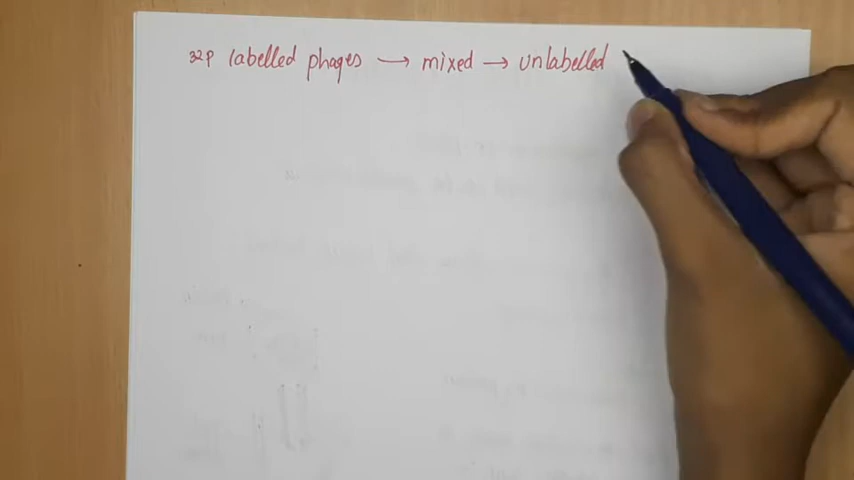 32P labelled phages → mixed → unlabelled